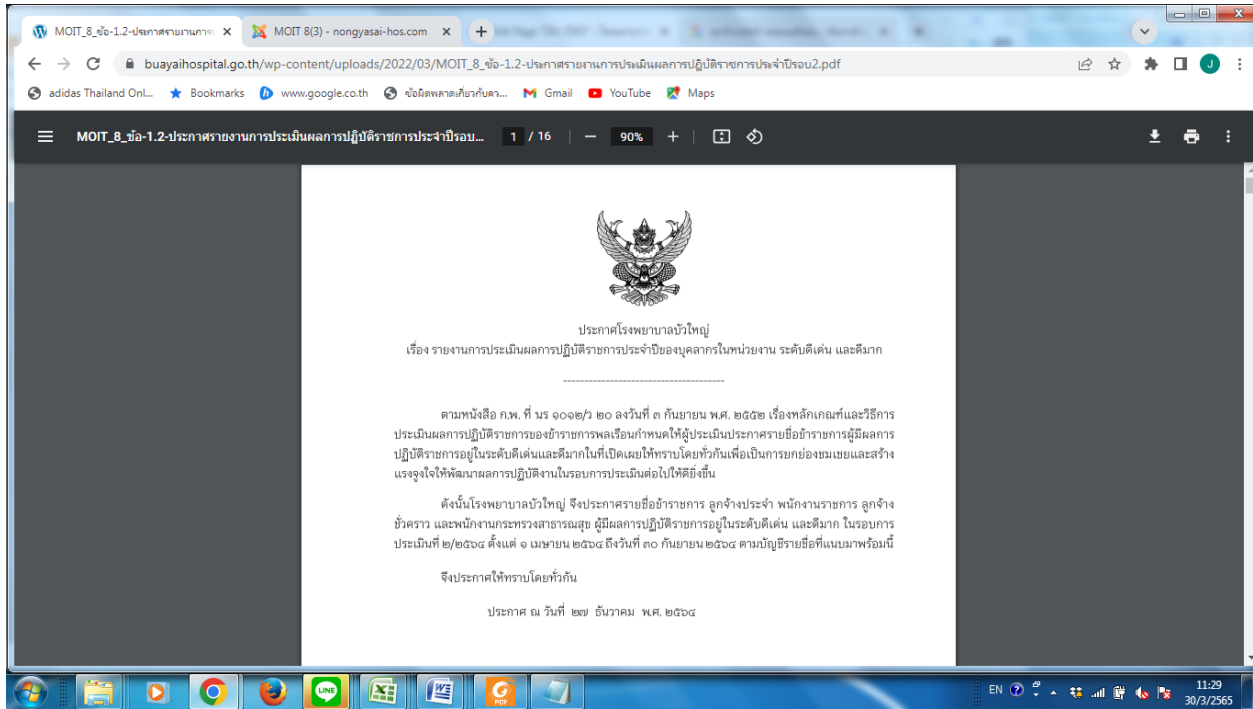 MOIT_8_ข้อ-1.2-ประกาศรายงานการ
MOIT 8(3) - nongyasai-hos.com
buayaihospital.go.th/wp-content/uploads/2022/03/MOIT_8_ข้อ-1.2-ประกาศรายงานการประเมินผลการปฏิบัติราชการประจำปีรอบ2.pdf
adidas Thailand Onl... Bookmarks www.google.co.th ข้อผิดพลาดเกี่ยวกับคว... Gmail YouTube Maps
MOIT_8_ข้อ-1.2-ประกาศรายงานการประเมินผลการปฏิบัติราชการประจำปีรอบ... 1 / 16 90%
ประกาศโรงพยาบาลบัวใหญ่
เรื่อง รายงานการประเมินผลการปฏิบัติราชการประจำปีของบุคลากรในหน่วยงาน ระดับดีเด่น และดีมาก
--------------------------------------
ตามหนังสือ ก.พ. ที่ นร ๑๐๑๒/ว ๒๐ ลงวันที่ ๓ กันยายน พ.ศ. ๒๕๕๒ เรื่องหลักเกณฑ์และวิธีการ
ประเมินผลการปฏิบัติราชการของข้าราชการพลเรือนกำหนดให้ผู้ประเมินประกาศรายชื่อข้าราชการผู้มีผลการ
ปฏิบัติราชการอยู่ในระดับดีเด่นและดีมากในที่เปิดเผยให้ทราบโดยทั่วกันเพื่อเป็นการยกย่องชมเชยและสร้าง
แรงจูงใจให้พัฒนาผลการปฏิบัติงานในรอบการประเมินต่อไปให้ดียิ่งขึ้น
ดังนั้นโรงพยาบาลบัวใหญ่ จึงประกาศรายชื่อข้าราชการ ลูกจ้างประจำ พนักงานราชการ ลูกจ้าง
ชั่วคราว และพนักงานกระทรวงสาธารณสุข ผู้มีผลการปฏิบัติราชการอยู่ในระดับดีเด่น และดีมาก ในรอบการ
ประเมินที่ ๒/๒๕๖๔ ตั้งแต่ ๑ เมษายน ๒๕๖๔ ถึงวันที่ ๓๐ กันยายน ๒๕๖๔ ตามบัญชีรายชื่อที่แนบมาพร้อมนี้
จึงประกาศให้ทราบโดยทั่วกัน
ประกาศ ณ วันที่ ๒๗ ธันวาคม พ.ศ. ๒๕๖๔
EN
11:29
30/3/2565